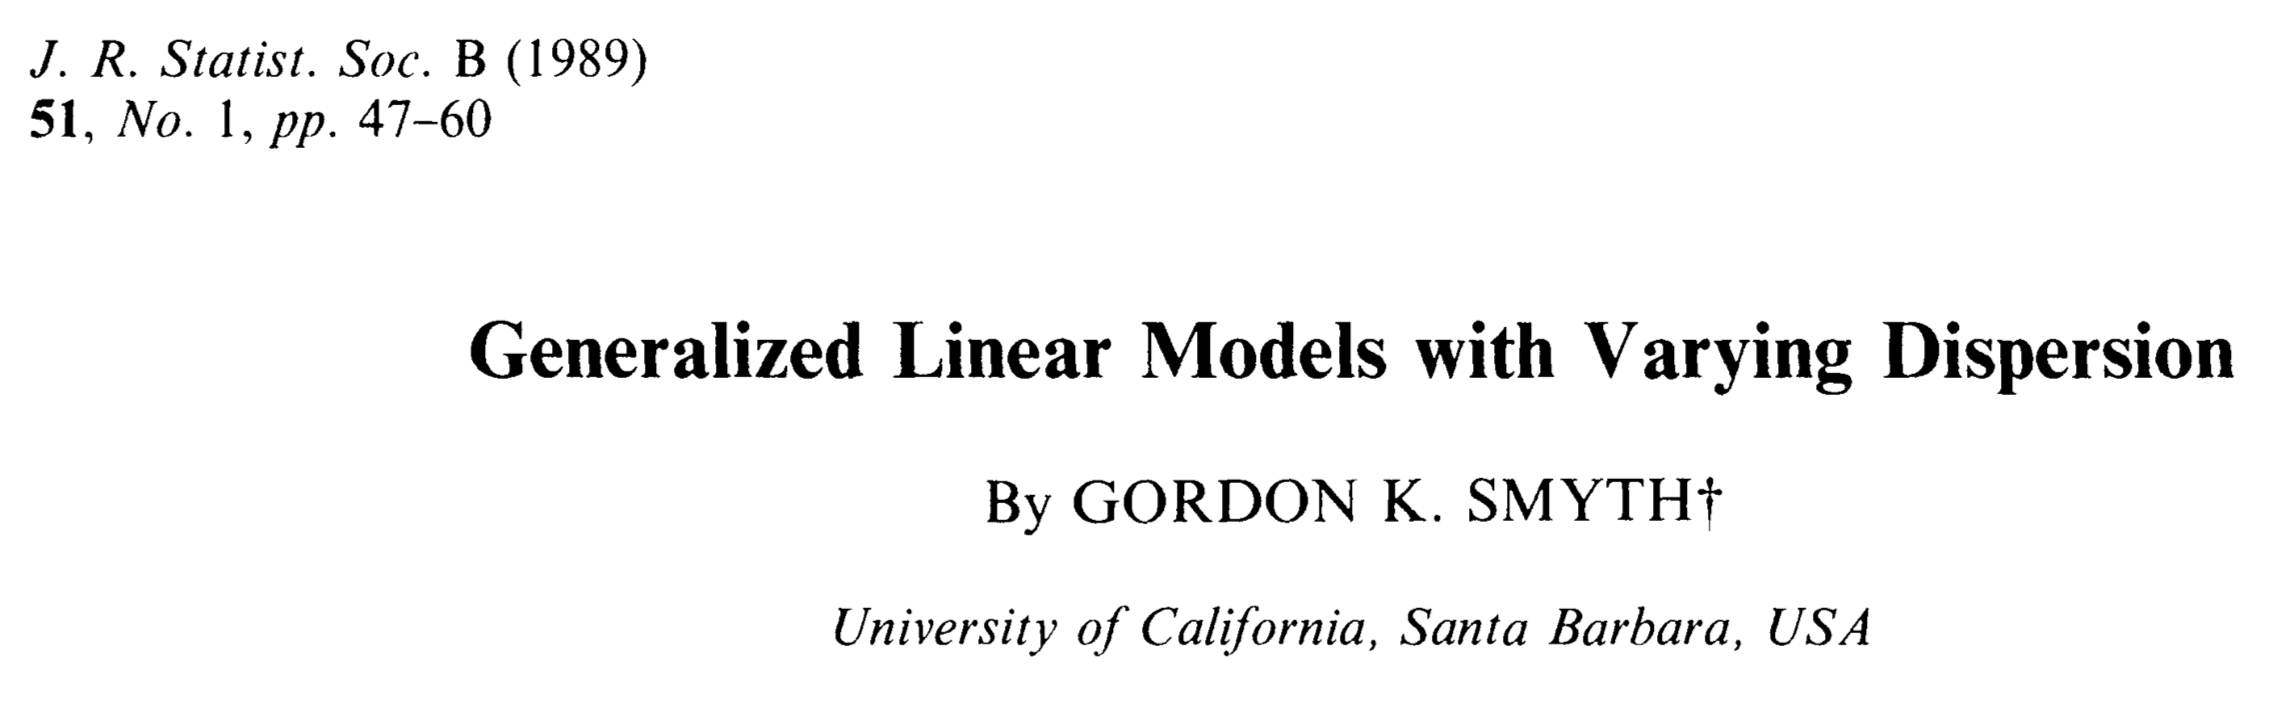 J. R. Statist. Soc. B (1989)
51, No. 1, pp. 47–60
Generalized Linear Models with Varying Dispersion
By GORDON K. SMYTH†
University of California, Santa Barbara, USA